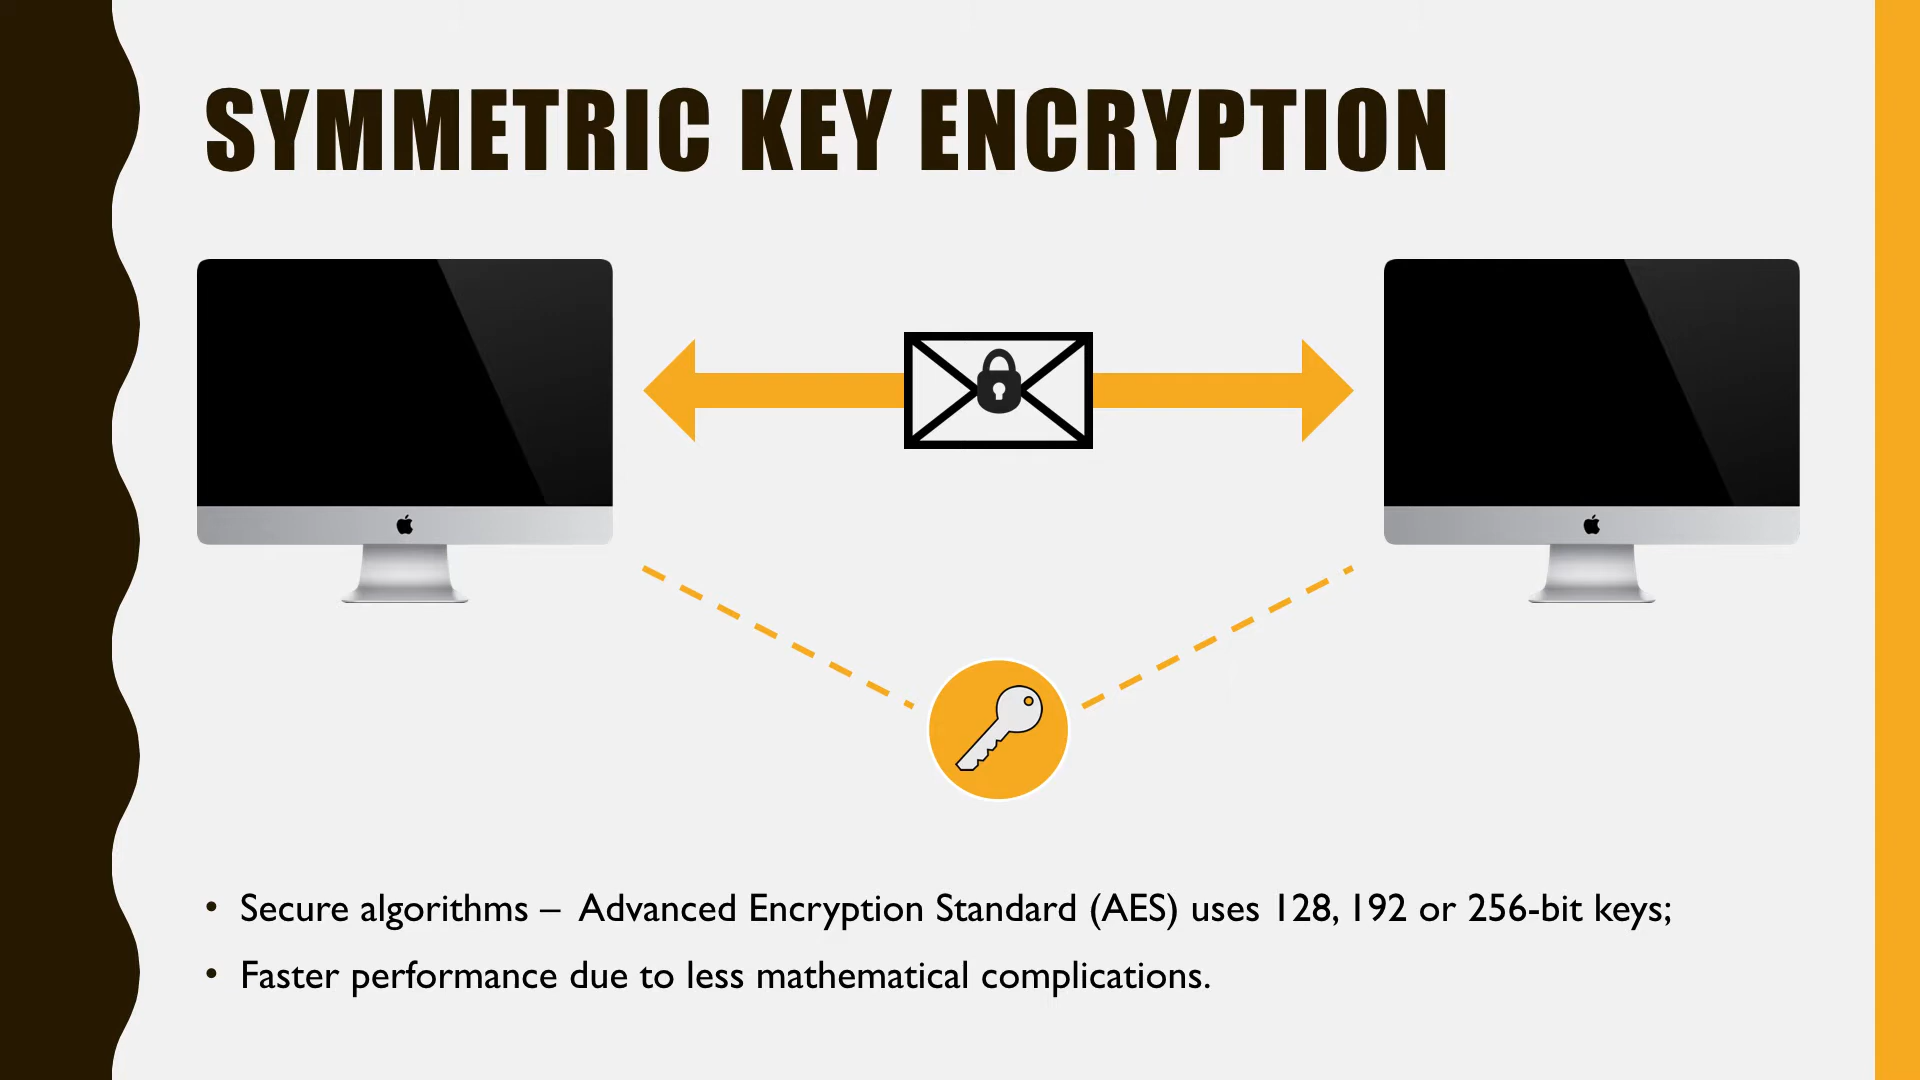 SYMMETRIC KEY ENCRYPTION
• Secure algorithms – Advanced Encryption Standard (AES) uses 128, 192 or 256-bit keys;
• Faster performance due to less mathematical complications.